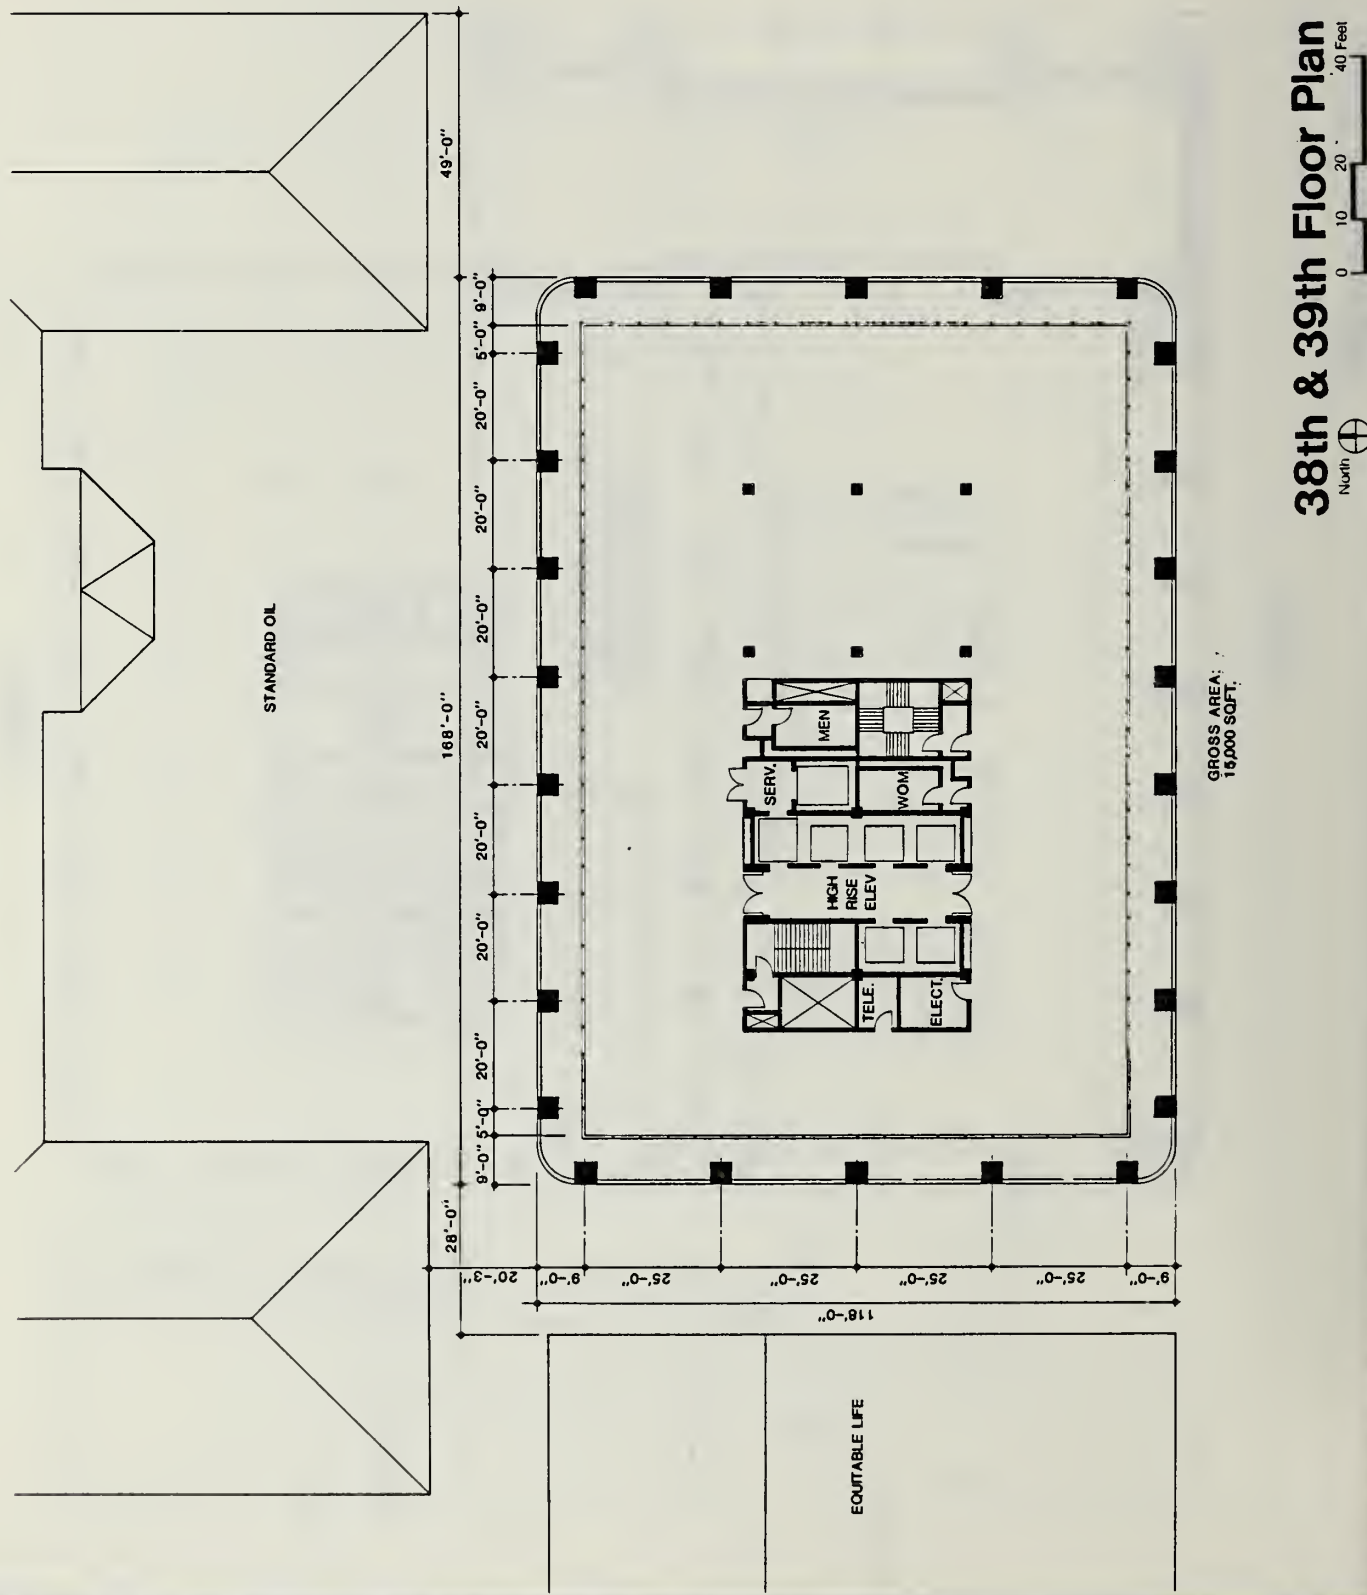 STANDARD OIL
49'-0"
168'-0"
28'-0"
9'-0"
5'-0"
20'-0"
20'-0"
20'-0"
20'-0"
20'-0"
20'-0"
20'-0"
5'-0"
9'-0"
20'-3"
9'-0"
25'-0"
25'-0"
25'-0"
25'-0"
9'-0"
118'-0"
MEN
SERV.
WOM.
HIGH
RISE
ELEV
TELE.
ELECT.
EQUITABLE LIFE
GROSS AREA:
15,000 SQ.FT.
38th & 39th Floor Plan
North
0 10 20 40 Feet